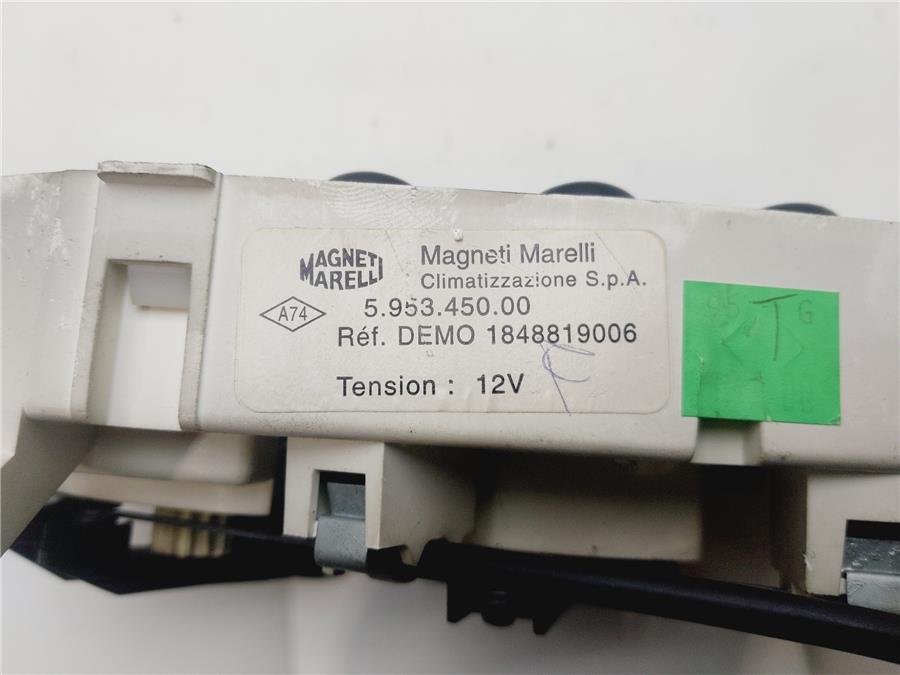 MAGNETI
MARELLI
Magneti Marelli
Climatizzazione S.p.A.
A74
5.953.450.00
Réf. DEMO 1848819006
Tension : 12V
T G